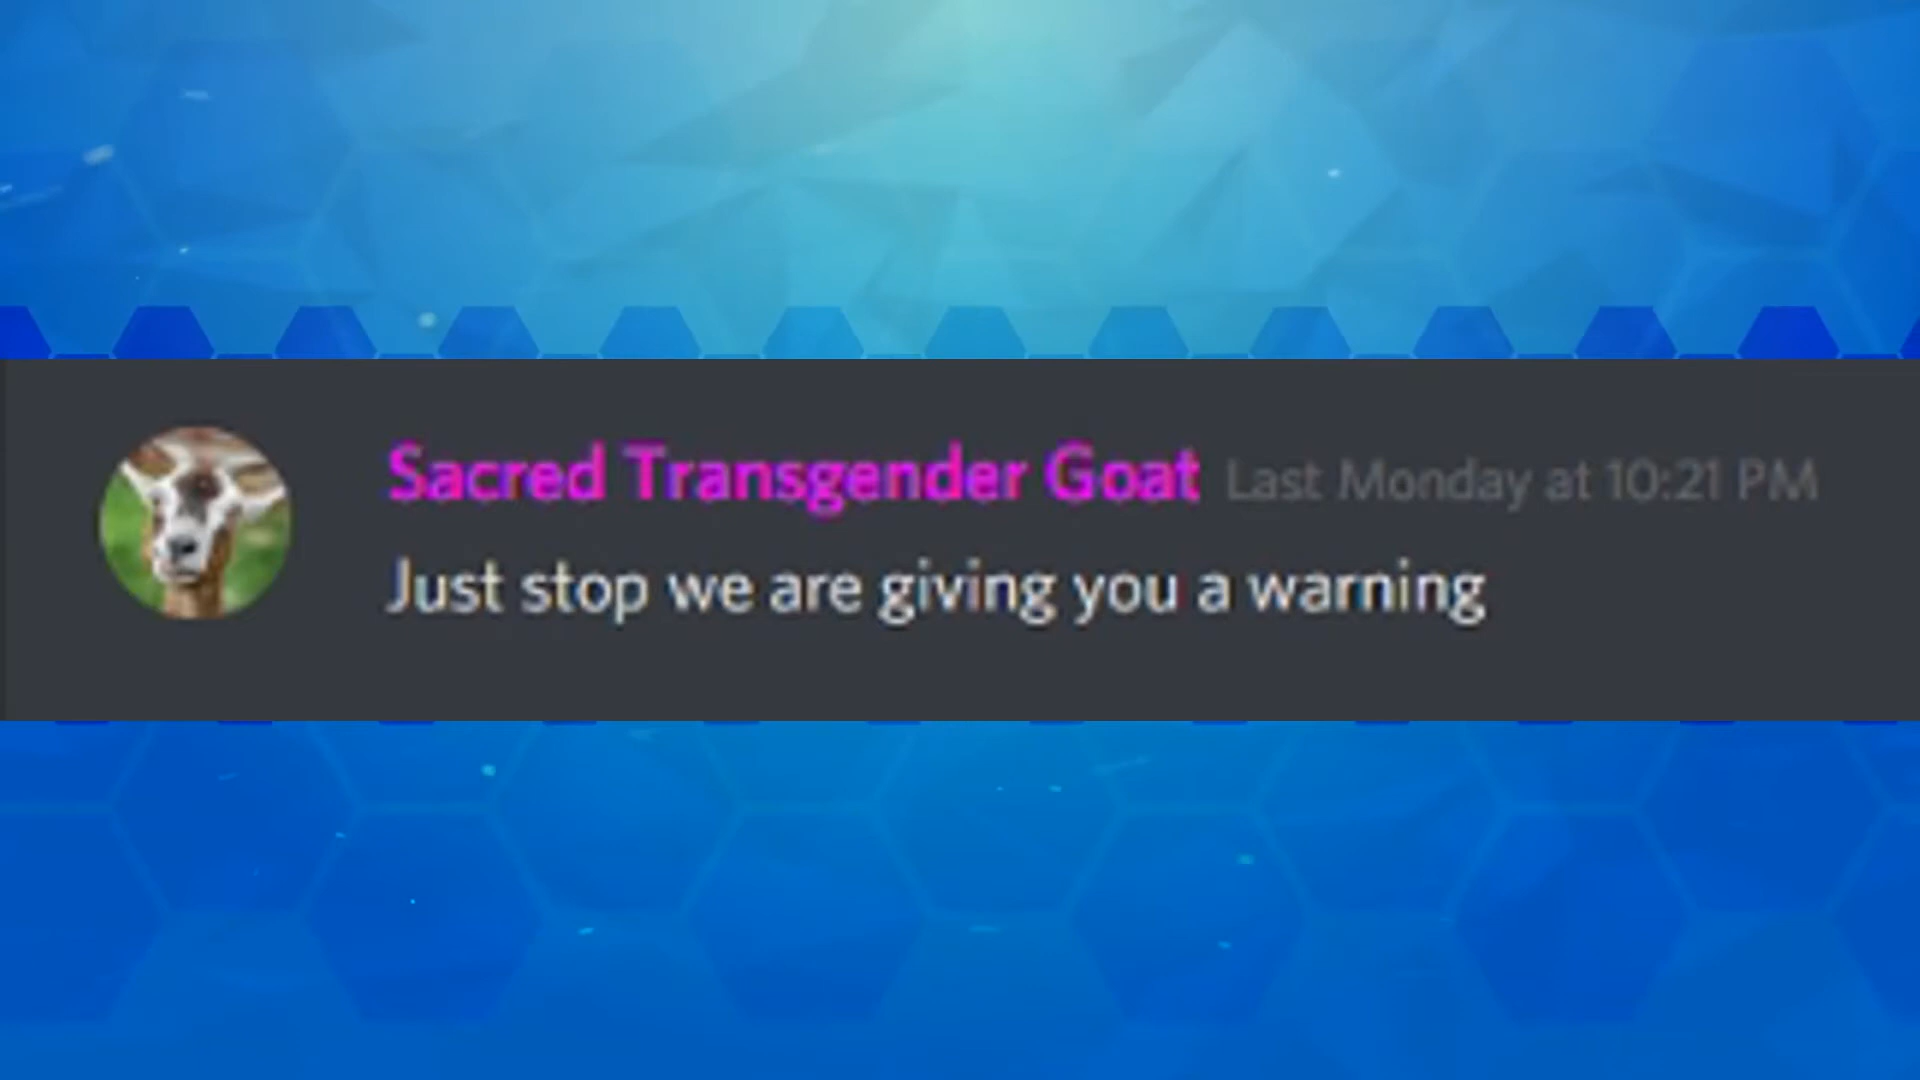 Sacred Transgender Goat Last Monday at 10:21 PM
Just stop we are giving you a warning